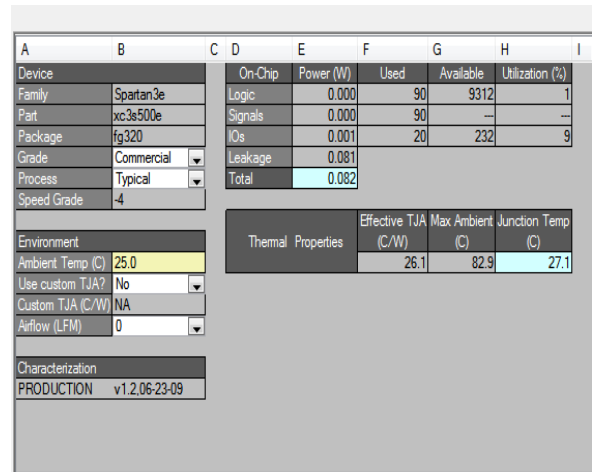 A B C D E F G H I
Device On-Chip Power (W) Used Available Utilization (%)
Family Spartan3e Logic 0.000 90 9312 1
Part xc3s500e Signals 0.000 90 --- ---
Package fg320 IOs 0.001 20 232 9
Grade Commercial Leakage 0.081
Process Typical Total 0.082
Speed Grade -4
Effective TJA Max Ambient Junction Temp
Environment Thermal Properties (C/W) (C) (C)
Ambient Temp (C) 25.0 26.1 82.9 27.1
Use custom TJA? No
Custom TJA (C/W) NA
Airflow (LFM) 0
Characterization
PRODUCTION v1.2,06-23-09